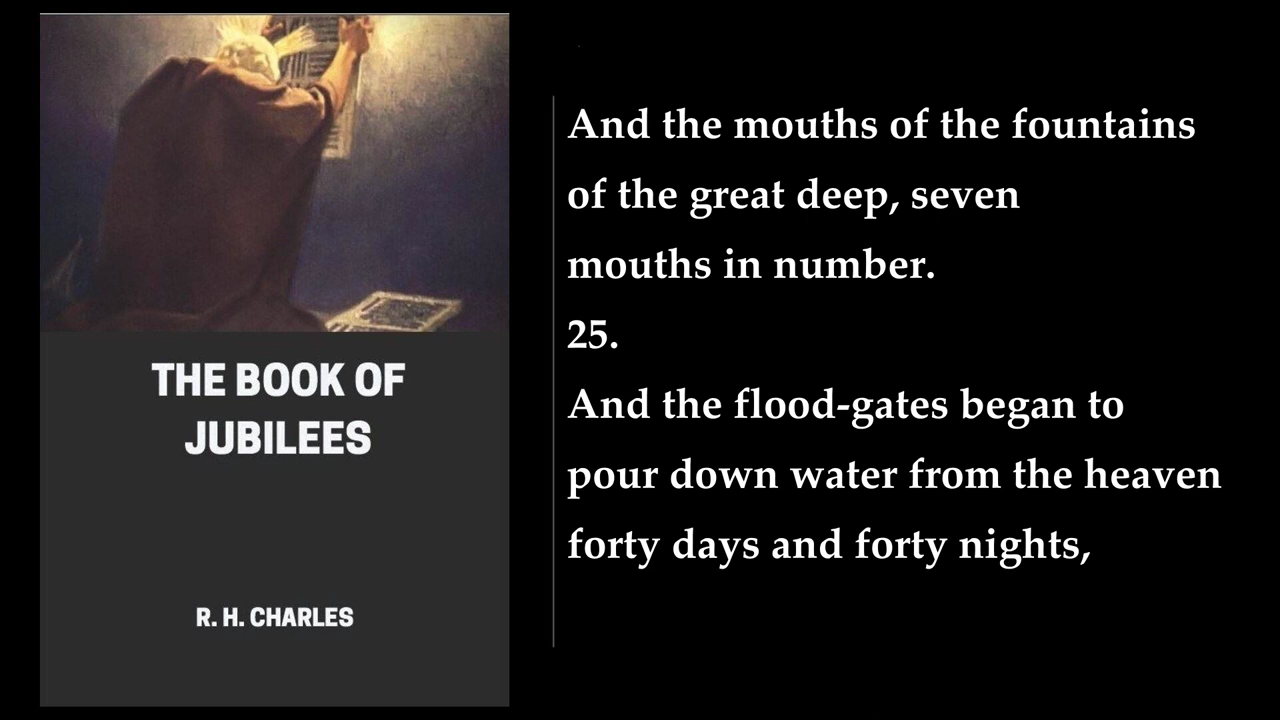 THE BOOK OF
JUBILEES
R. H. CHARLES
And the mouths of the fountains
of the great deep, seven
mouths in number.
25.
And the flood-gates began to
pour down water from the heaven
forty days and forty nights,